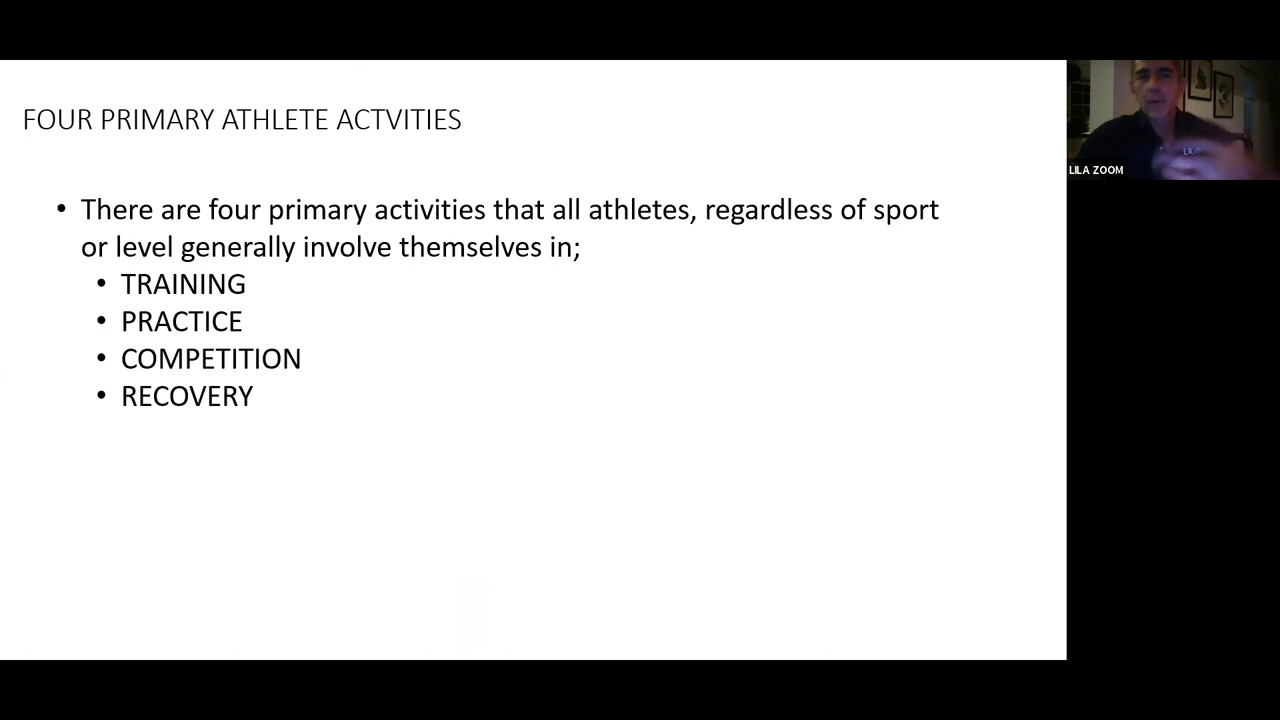 FOUR PRIMARY ATHLETE ACTVITIES
• There are four primary activities that all athletes, regardless of sport
or level generally involve themselves in;
• TRAINING
• PRACTICE
• COMPETITION
• RECOVERY
LILA ZOOM